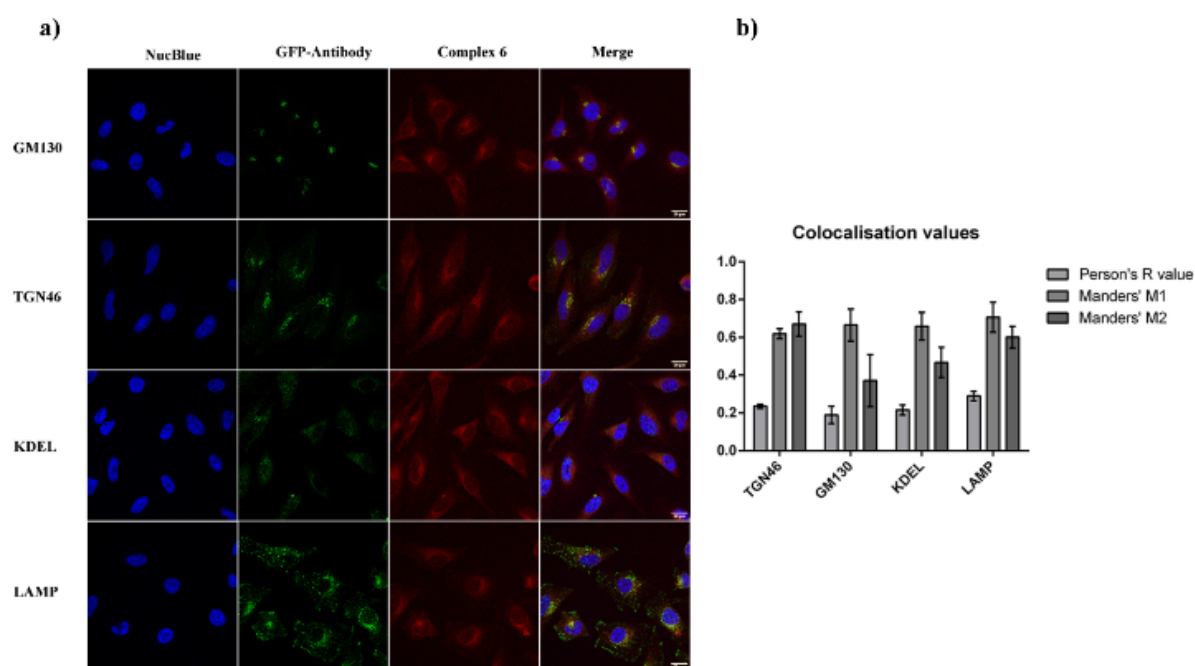 a)
NucBlue GFP-Antibody Complex 6 Merge
GM130
TGN46
KDEL
LAMP
b)
Colocalisation values
1.0
0.8
0.6
0.4
0.2
0.0
TGN46
GM130
KDEL
LAMP
Person's R value
Manders' M1
Manders' M2